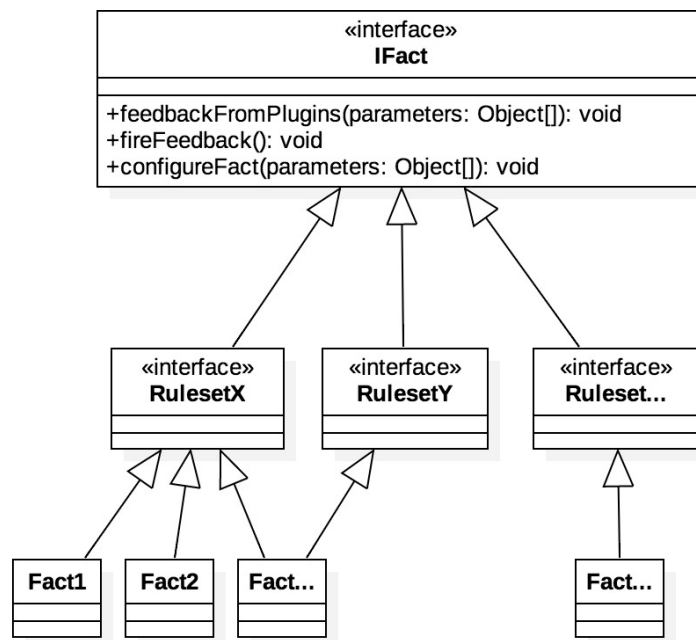 «interface»
IFact
+feedbackFromPlugins(parameters: Object[]): void
+fireFeedback(): void
+configureFact(parameters: Object[]): void
«interface»
RulesetX
«interface»
RulesetY
«interface»
Ruleset...
Fact1
Fact2
Fact...
Fact...